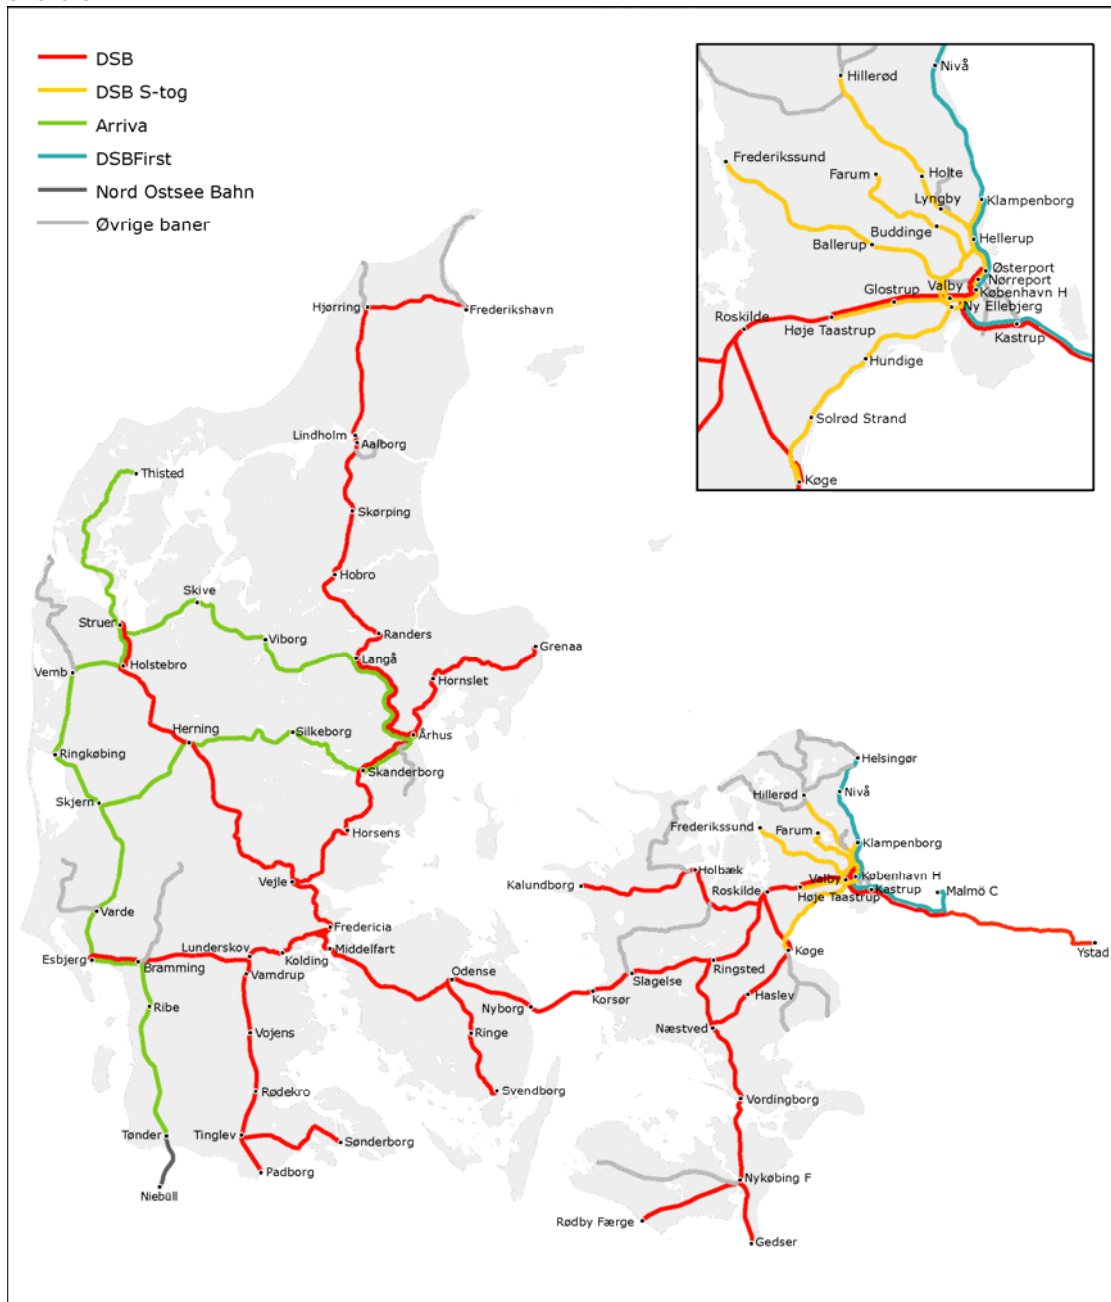 DSB
DSB S-tog
Arriva
DSBFirst
Nord Ostsee Bahn
Øvrige baner
Nivå
Hillerød
Frederikssund
Farum
Holte
Lyngby
Klampenborg
Buddinge
Ballerup
Hellerup
Østerport
Nørreport
Valby
København H
Glostrup
Ny Ellebjerg
Roskilde
Høje Taastrup
Kastrup
Hundige
Solrød Strand
Køge
Hjørring
Frederikshavn
Lindholm
Aalborg
Thisted
Skørping
Hobro
Skive
Struer
Randers
Viborg
Grenaa
Langå
Holstebro
Vemb
Hornslet
Herning
Silkeborg
Århus
Ringkøbing
Skanderborg
Helsingør
Skjern
Hillerød
Nivå
Horsens
Frederikssund
Farum
Klampenborg
Holbæk
Vejle
Kalundborg
Valby
København H
Roskilde
Kastrup
Malmö C
Høje Taastrup
Varde
Fredericia
Lunderskov
Middelfart
Esbjerg
Bramming
Kolding
Køge
Ystad
Vamdrup
Odense
Slagelse
Ringsted
Korsør
Haslev
Ribe
Nyborg
Vojens
Ringe
Næstved
Rødekro
Svendborg
Vordingborg
Tønder
Tinglev
Sønderborg
Padborg
Nykøbing F
Niebüll
Rødby Færge
Gedser